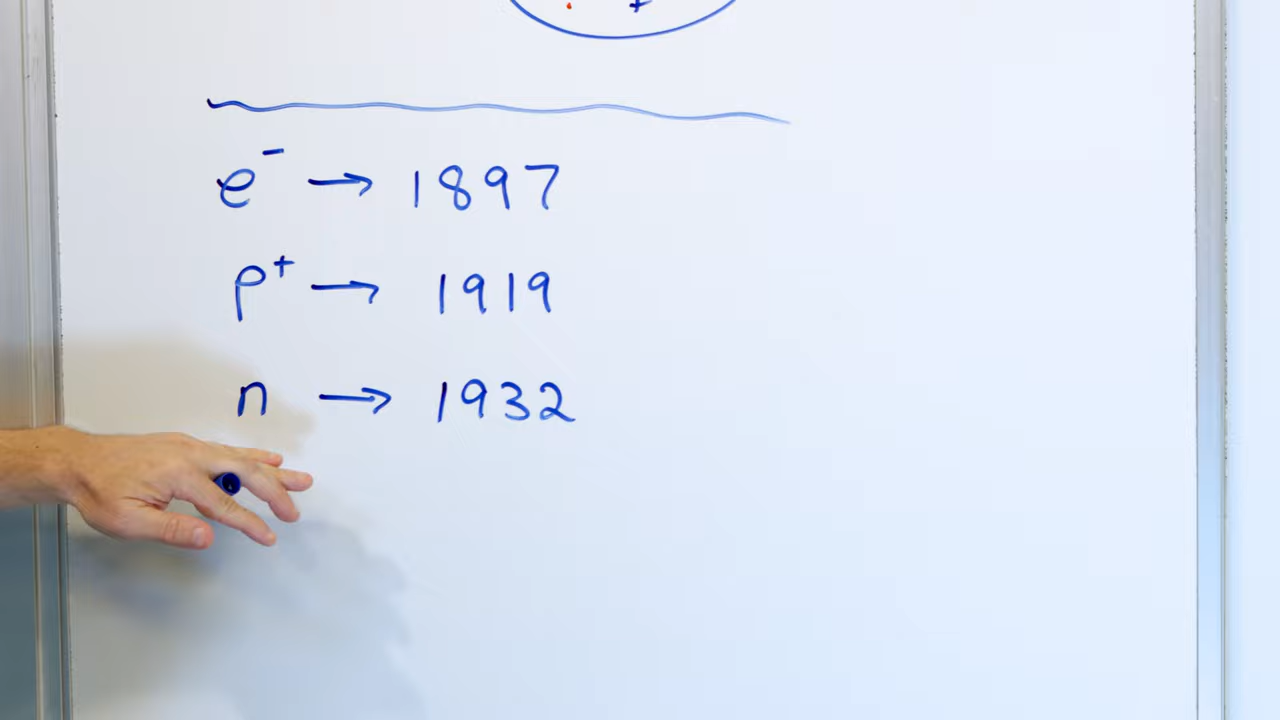 +
e⁻ → 1897
p⁺ → 1919
n → 1932